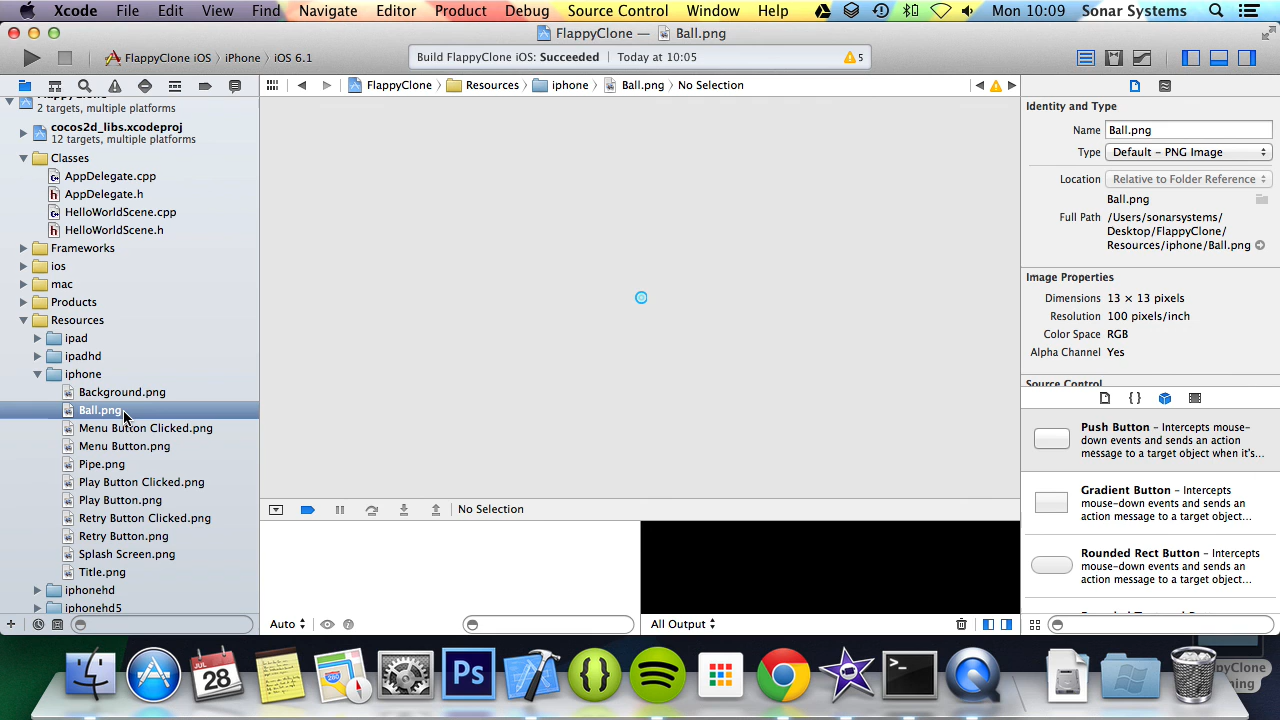 Xcode File Edit View Find Navigate Editor Product Debug Source Control Window Help Mon 10:09 Sonar Systems
FlappyClone — Ball.png
FlappyClone iOS iPhone iOS 6.1
Build FlappyClone iOS: Succeeded Today at 10:05 5
FlappyClone Resources iphone Ball.png No Selection
2 targets, multiple platforms
cocos2d_libs.xcodeproj
12 targets, multiple platforms
Classes
AppDelegate.cpp
AppDelegate.h
HelloWorldScene.cpp
HelloWorldScene.h
Frameworks
ios
mac
Products
Resources
ipad
ipadhd
iphone
Background.png
Ball.png
Menu Button Clicked.png
Menu Button.png
Pipe.png
Play Button Clicked.png
Play Button.png
Retry Button Clicked.png
Retry Button.png
Splash Screen.png
Title.png
iphonehd
iphonehd5
No Selection
Auto
All Output
Identity and Type
Name Ball.png
Type Default - PNG Image
Location Relative to Folder Reference
Ball.png
Full Path /Users/sonarsystems/
Desktop/FlappyClone/
Resources/iphone/Ball.png
Image Properties
Dimensions 13 × 13 pixels
Resolution 100 pixels/inch
Color Space RGB
Alpha Channel Yes
Source Control
Push Button - Intercepts mouse-
down events and sends an action
message to a target object when it's...
Gradient Button - Intercepts
mouse-down events and sends an
action message to a target object...
Rounded Rect Button - Intercepts
mouse-down events and sends an
action message to a target object...
JUL
28
Ps